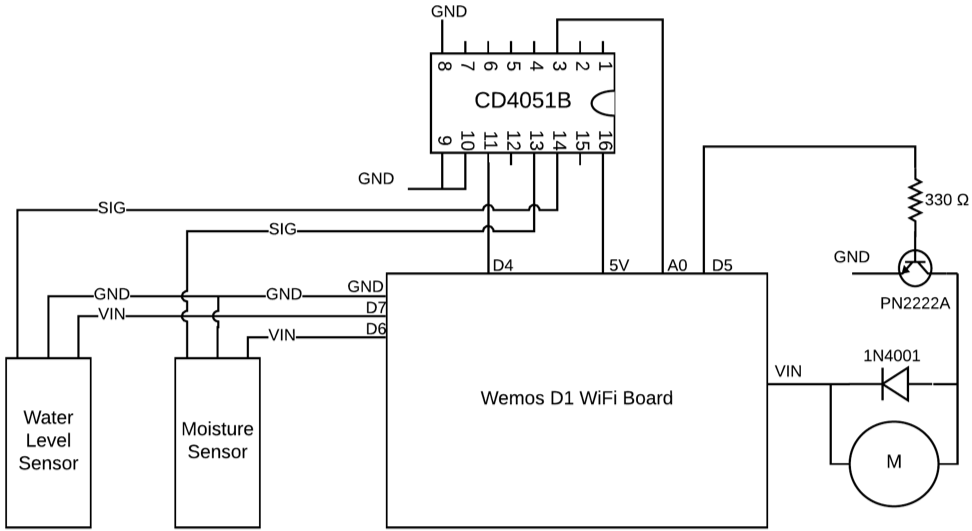 GND
8 7 6 5 4 3 2 1
CD4051B
9 10 11 12 13 14 15 16
GND
SIG
SIG
330 Ω
GND
PN2222A
D4 5V A0 D5
GND GND GND
VIN D7
VIN D6
1N4001
VIN
Wemos D1 WiFi Board
Water
Level
Sensor
Moisture
Sensor
M